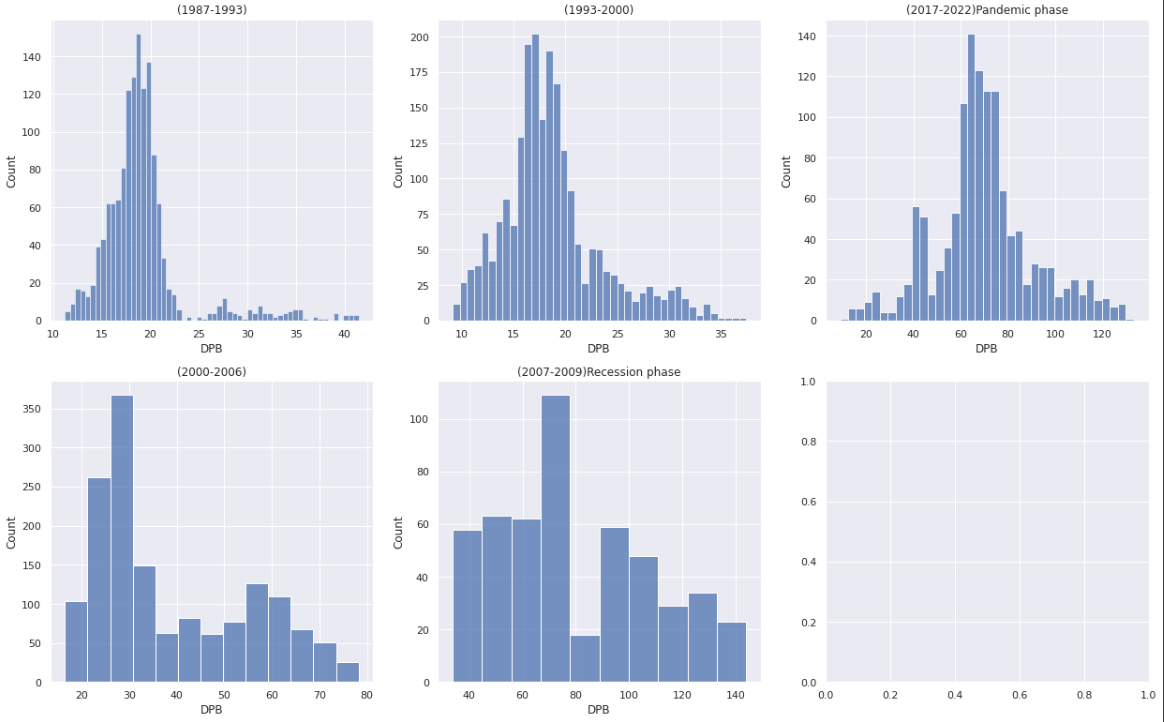 (1987-1993)
140
120
100
80
60
40
20
0
Count
10 15 20 25 30 35 40
DPB
(1993-2000)
200
175
150
125
100
75
50
25
0
Count
10 15 20 25 30 35
DPB
(2017-2022)Pandemic phase
140
120
100
80
60
40
20
0
Count
20 40 60 80 100 120
DPB
(2000-2006)
350
300
250
200
150
100
50
0
Count
20 30 40 50 60 70 80
DPB
(2007-2009)Recession phase
100
80
60
40
20
0
Count
40 60 80 100 120 140
DPB
1.0
0.8
0.6
0.4
0.2
0.0
0.0 0.2 0.4 0.6 0.8 1.0